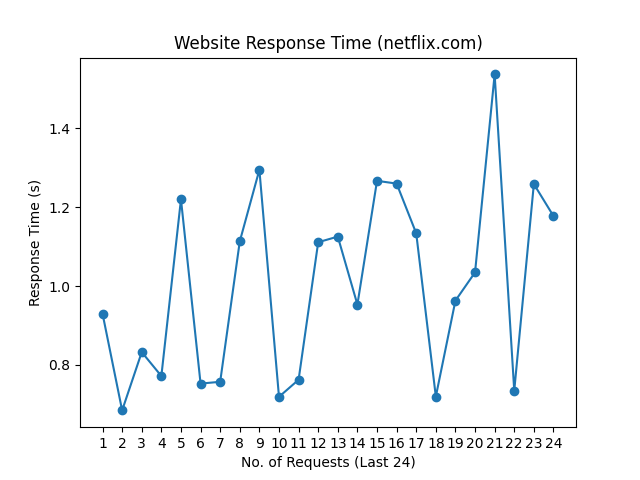 Website Response Time (netflix.com)
1.4
1.2
1.0
0.8
Response Time (s)
1 2 3 4 5 6 7 8 9 10 11 12 13 14 15 16 17 18 19 20 21 22 23 24
No. of Requests (Last 24)